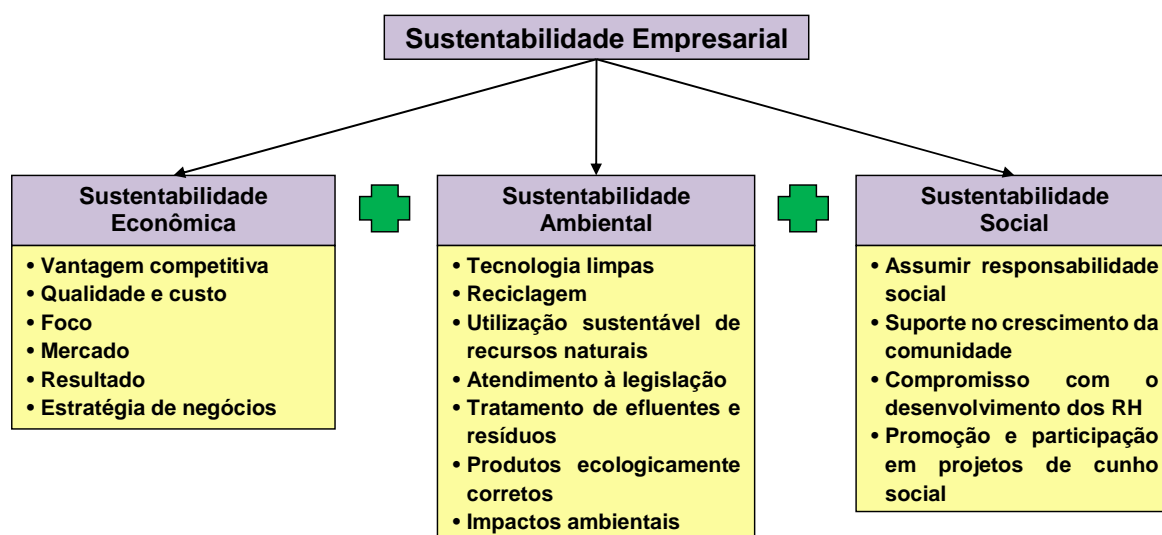 Sustentabilidade Empresarial
Sustentabilidade
Econômica
• Vantagem competitiva
• Qualidade e custo
• Foco
• Mercado
• Resultado
• Estratégia de negócios
Sustentabilidade
Ambiental
• Tecnologia limpas
• Reciclagem
• Utilização sustentável de
recursos naturais
• Atendimento à legislação
• Tratamento de efluentes e
resíduos
• Produtos ecologicamente
corretos
• Impactos ambientais
Sustentabilidade
Social
• Assumir responsabilidade
social
• Suporte no crescimento da
comunidade
• Compromisso com o
desenvolvimento dos RH
• Promoção e participação
em projetos de cunho
social